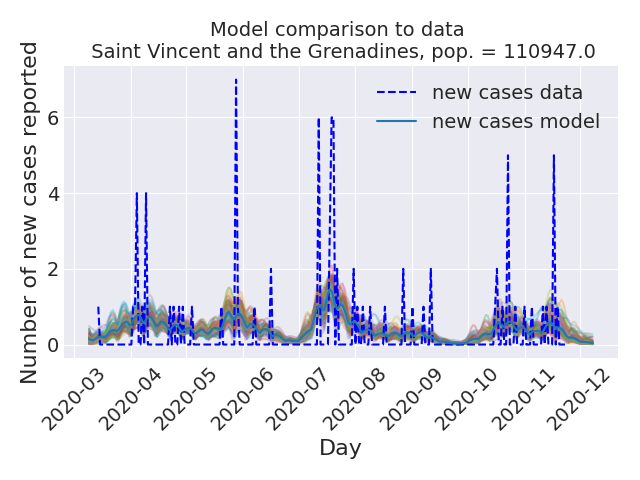 Model comparison to data
Saint Vincent and the Grenadines, pop. = 110947.0
Number of new cases reported
6
4
2
0
new cases data
new cases model
2020-03
2020-04
2020-05
2020-06
2020-07
2020-08
2020-09
2020-10
2020-11
2020-12
Day